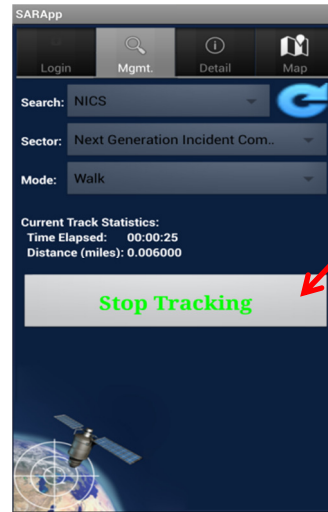 SARApp
Login Mgmt. Detail Map
Search: NICS
Sector: Next Generation Incident Com..
Mode: Walk
Current Track Statistics:
Time Elapsed: 00:00:25
Distance (miles): 0.006000
Stop Tracking